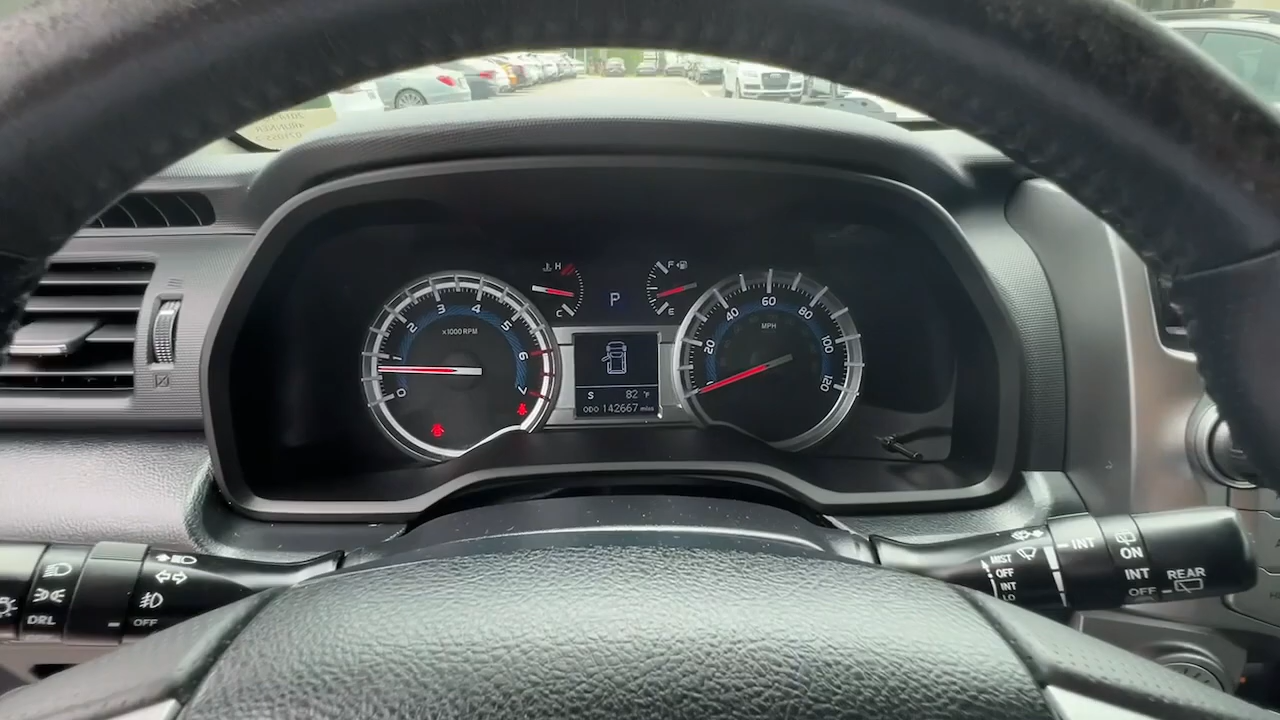 H
C
P
F
E
0
1
2
3
4
5
6
7
x1000 RPM
20
40
60
80
100
120
MPH
S 82 °F
ODO 142667 miles
DRL
OFF
MIST
OFF
INT
LO
INT
ON
INT
OFF
REAR